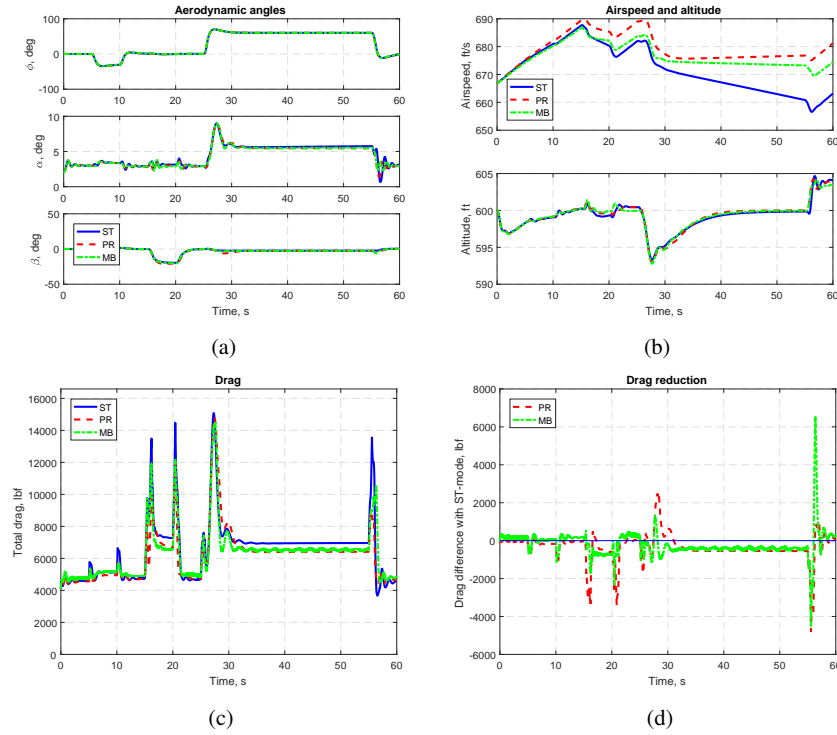 Aerodynamic angles
100
0
-100
ϕ, deg
0 10 20 30 40 50 60
10
5
0
α, deg
0 10 20 30 40 50 60
50
0
-50
β, deg
ST
PR
MB
0 10 20 30 40 50 60
Time, s
(a)
Airspeed and altitude
690
680
670
660
650
Airspeed, ft/s
ST
PR
MB
0 10 20 30 40 50 60
605
600
595
590
Altitude, ft
0 10 20 30 40 50 60
Time, s
(b)
Drag
16000
14000
12000
10000
8000
6000
4000
2000
0
Total drag, lbf
ST
PR
MB
0 10 20 30 40 50 60
Time, s
(c)
Drag reduction
8000
6000
4000
2000
0
-2000
-4000
-6000
Drag difference with ST-mode, lbf
PR
MB
0 10 20 30 40 50 60
Time, s
(d)